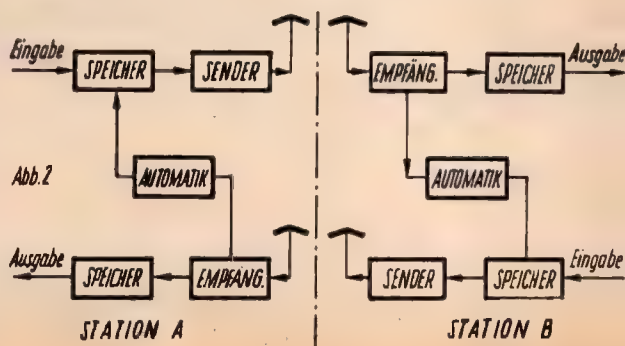 Eingabe
SPEICHER
SENDER
EMPFÄNG.
SPEICHER
Ausgabe
Abb.2
AUTOMATIK
AUTOMATIK
Ausgabe
SPEICHER
EMPFÄNG.
SENDER
SPEICHER
Eingabe
STATION A
STATION B